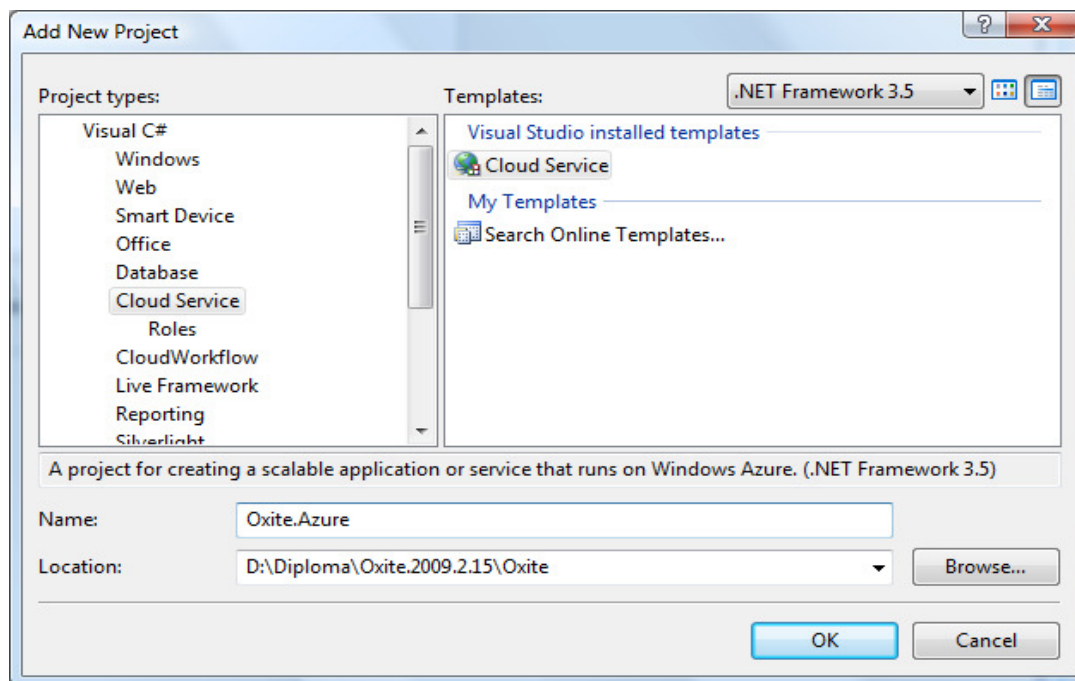 Add New Project
Project types:
Templates:
.NET Framework 3.5
Visual C#
Windows
Web
Smart Device
Office
Database
Cloud Service
Roles
CloudWorkflow
Live Framework
Reporting
Silverlight
Visual Studio installed templates
Cloud Service
My Templates
Search Online Templates...
A project for creating a scalable application or service that runs on Windows Azure. (.NET Framework 3.5)
Name:
Oxite.Azure
Location:
D:\Diploma\Oxite.2009.2.15\Oxite
Browse...
OK
Cancel